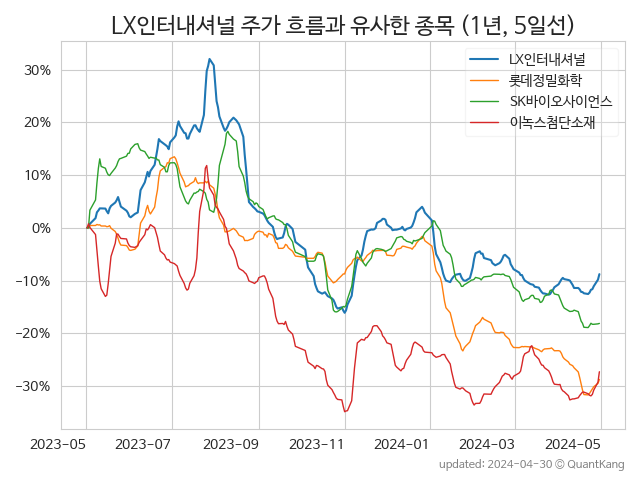 LX인터내셔널 주가 흐름과 유사한 종목 (1년, 5일선)
LX인터내셔널
롯데정밀화학
SK바이오사이언스
이녹스첨단소재
30%
20%
10%
0%
−10%
−20%
−30%
2023-05
2023-07
2023-09
2023-11
2024-01
2024-03
2024-05
updated: 2024-04-30 © QuantKang